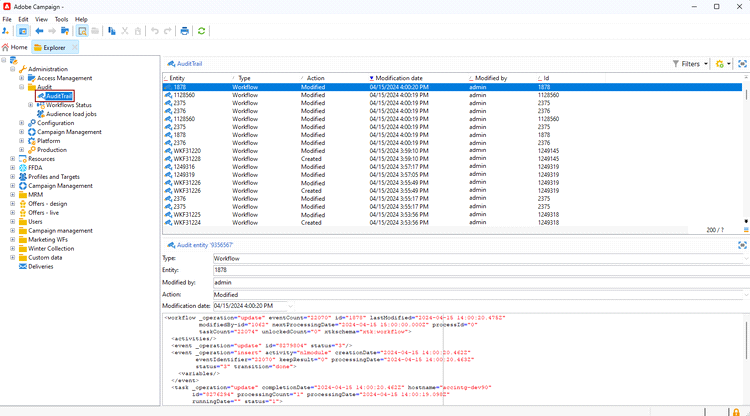 Adobe Campaign -
File Edit View Tools Help
Home Explorer
Administration
Access Management
Audit
AuditTrail
Workflows Status
Audience load jobs
Configuration
Campaign Management
Platform
Production
Resources
FFDA
Profiles and Targets
Campaign Management
MRM
Offers - design
Offers - live
Users
Campaign management
Marketing WFs
Winter Collection
Custom data
Deliveries
AuditTrail Filters
Entity Type Action Modification date Modified by Id
1878 Workflow Modified 04/15/2024 4:00:20 PM admin 1878
1128560 Workflow Modified 04/15/2024 4:00:19 PM admin 1128560
2375 Workflow Modified 04/15/2024 4:00:19 PM admin 2375
2376 Workflow Modified 04/15/2024 4:00:19 PM admin 2376
1128560 Workflow Modified 04/15/2024 4:00:19 PM admin 1128560
2375 Workflow Modified 04/15/2024 4:00:19 PM admin 2375
1878 Workflow Modified 04/15/2024 4:00:19 PM admin 1878
2376 Workflow Modified 04/15/2024 4:00:19 PM admin 2376
WKF31220 Workflow Modified 04/15/2024 3:59:10 PM admin 1249145
WKF31228 Workflow Created 04/15/2024 3:59:10 PM admin 1249145
1249316 Workflow Modified 04/15/2024 3:57:17 PM admin 1249316
1249319 Workflow Modified 04/15/2024 3:57:05 PM admin 1249319
WKF31226 Workflow Modified 04/15/2024 3:55:49 PM admin 1249319
WKF31226 Workflow Created 04/15/2024 3:55:49 PM admin 1249319
2376 Workflow Modified 04/15/2024 3:55:17 PM admin 2376
2375 Workflow Modified 04/15/2024 3:55:17 PM admin 2375
WKF31225 Workflow Modified 04/15/2024 3:53:56 PM admin 1249318
WKF31224 Workflow Created 04/15/2024 3:53:56 PM admin 1249318
200 / ?
Audit entity '9356567'
Type: Workflow
Entity: 1878
Modified by: admin
Action: Modified
Modification date: 04/15/2024 4:00:20 PM
<workflow _operation="update" eventCount="22070" id="1878" lastModified="2024-04-15 14:00:20.475Z"
modifiedBy-id="1062" nextProcessingDate="2024-04-15 15:00:00.000Z" processId="0"
taskCount="22074" unlockedCount="0" xtkschema="xtk:workflow">
<activities/>
<event _operation="update" id="8279804" status="3"/>
<event _operation="insert" activity="nlmodule" creationDate="2024-04-15 14:00:20.462Z"
eventIdentifier="22070" keepResult="0" processingDate="2024-04-15 14:00:20.463Z"
status="3" transition="done">
<variables/>
</event>
<task _operation="update" completionDate="2024-04-15 14:00:20.462Z" hostname="accintg-dev90"
id="8276294" processingCount="1" processingDate="2024-04-15 14:00:19.098Z"
runningDate="" status="1">